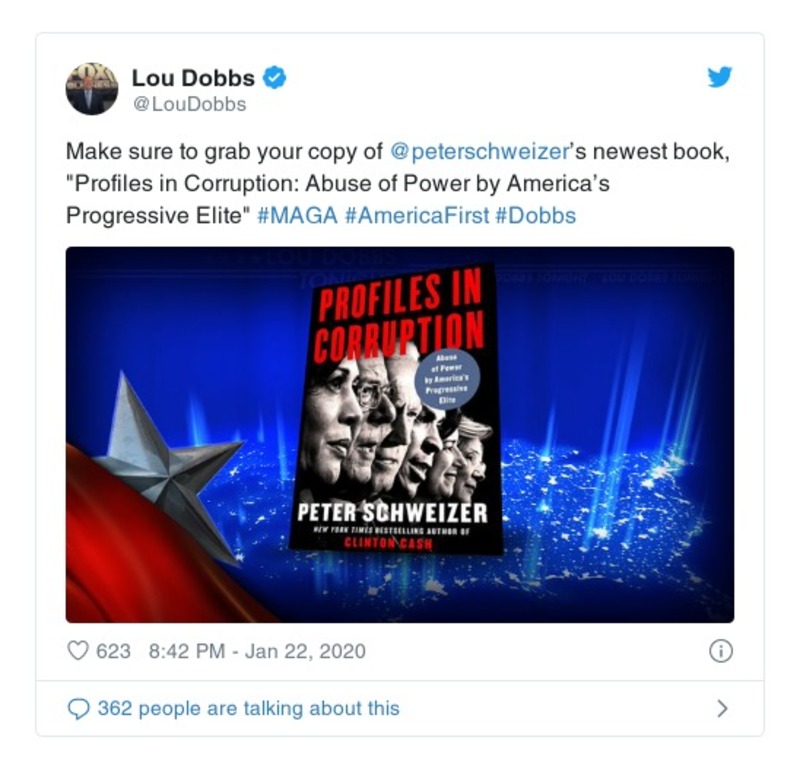 Lou Dobbs
@LouDobbs
Make sure to grab your copy of @peterschweizer's newest book,
"Profiles in Corruption: Abuse of Power by America's
Progressive Elite" #MAGA #AmericaFirst #Dobbs
LOU DOBBS
TONIGHT
PROFILES IN
CORRUPTION
Abuse
of Power
by America's
Progressive
Elite
PETER SCHWEIZER
NEW YORK TIMES BESTSELLING AUTHOR OF
CLINTON CASH
623 8:42 PM - Jan 22, 2020
362 people are talking about this